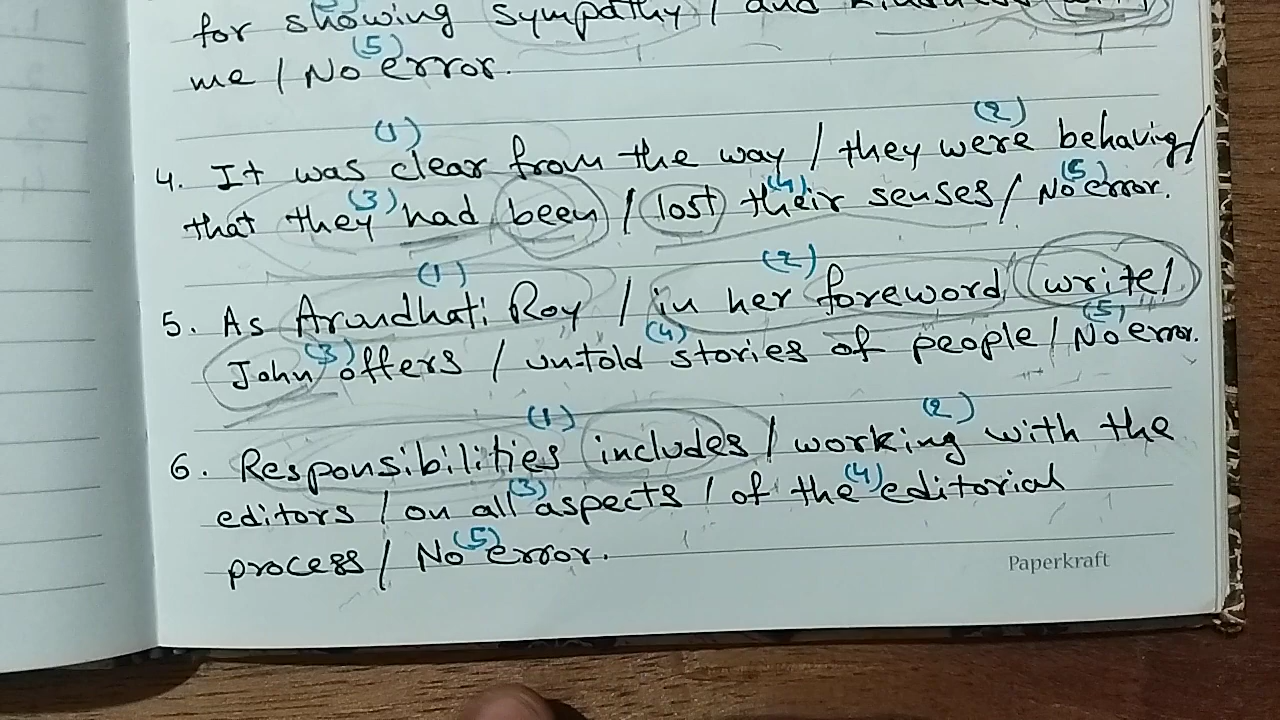 for showing sympathy / and
me / No error.
(5)
(1) (2)
4. It was clear from the way / they were behaving /
(3) (4) (5)
that they had been / lost their senses / No error.
(1) (2)
5. As Arundhati Roy / in her foreword write /
(3) (4) (5)
John offers / untold stories of people / No error.
(1) (2)
6. Responsibilities includes / working with the
(3) (4)
editors / on all aspects / of the editorial
(5)
process / No error.
Paperkraft